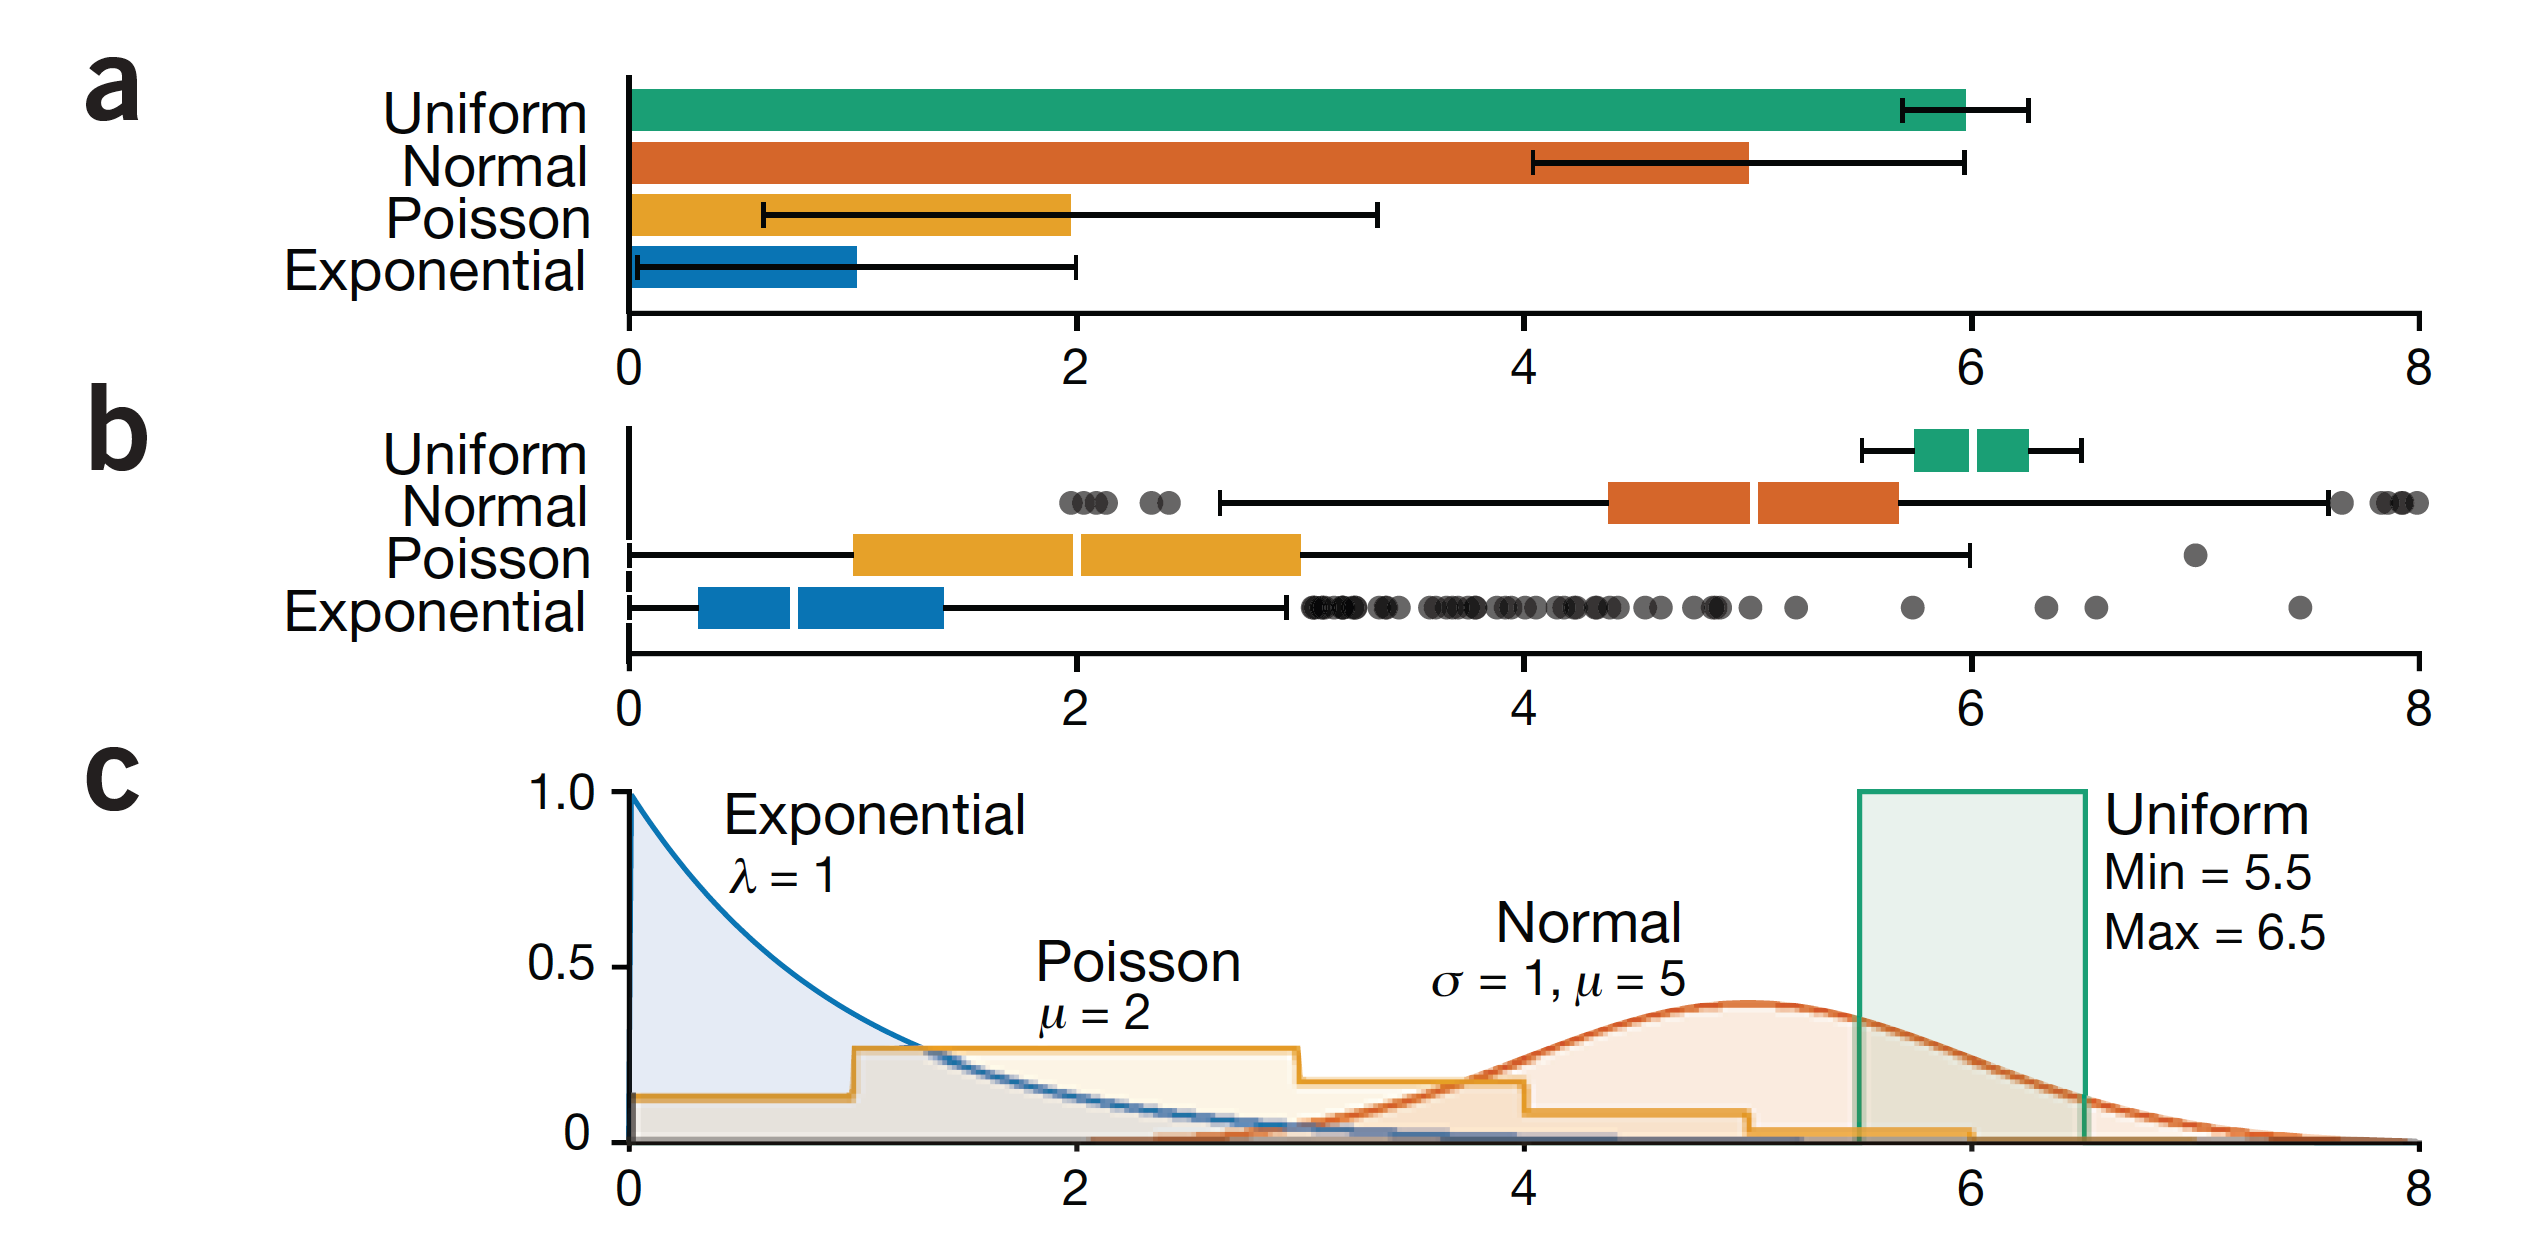 a
Uniform
Normal
Poisson
Exponential
0 2 4 6 8
b
Uniform
Normal
Poisson
Exponential
0 2 4 6 8
c
1.0
0.5
0
Exponential
λ = 1
Poisson
μ = 2
Normal
σ = 1, μ = 5
Uniform
Min = 5.5
Max = 6.5
0 2 4 6 8